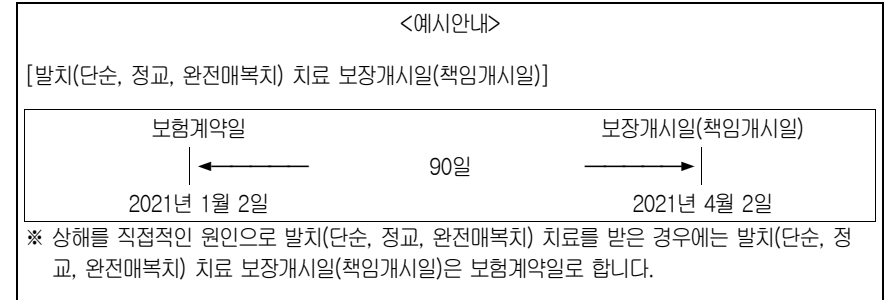 <예시안내>
[발치(단순, 정교, 완전매복치) 치료 보장개시일(책임개시일)]
보험계약일 보장개시일(책임개시일)
90일
2021년 1월 2일 2021년 4월 2일
※ 상해를 직접적인 원인으로 발치(단순, 정교, 완전매복치) 치료를 받은 경우에는 발치(단순, 정
교, 완전매복치) 치료 보장개시일(책임개시일)은 보험계약일로 합니다.